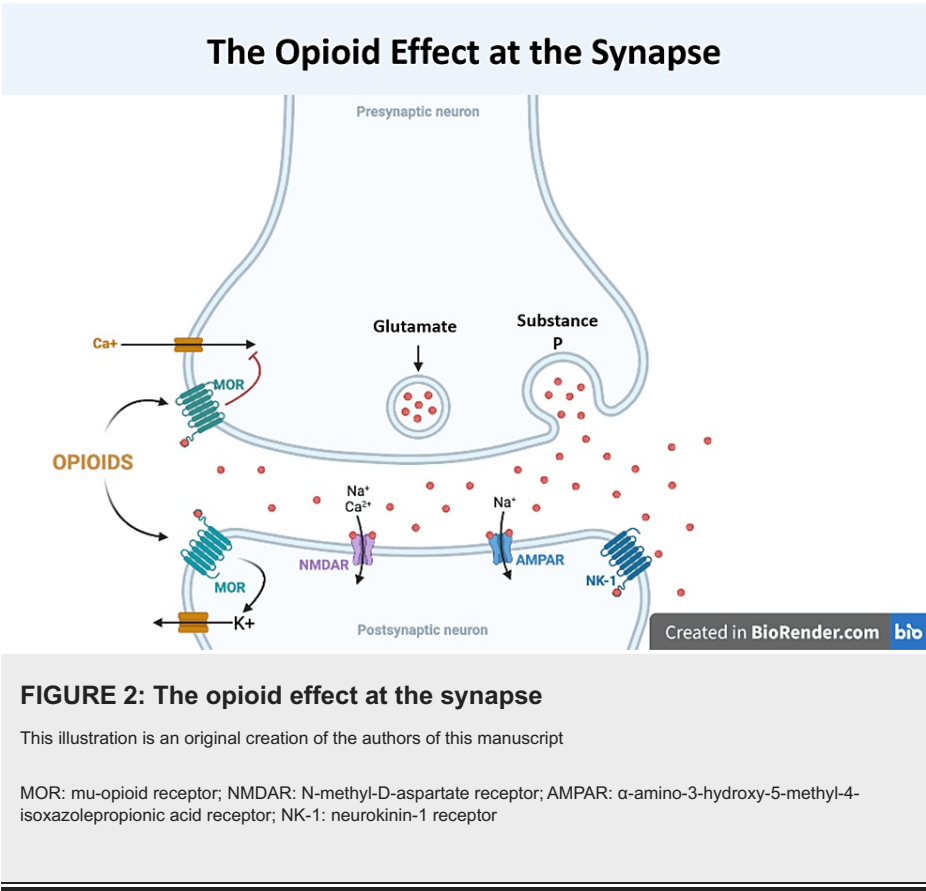 The Opioid Effect at the Synapse
Presynaptic neuron
Glutamate
Substance
P
Ca+
MOR
OPIOIDS
Na⁺
Ca²⁺
Na⁺
NMDAR
AMPAR
NK-1
MOR
K+
Postsynaptic neuron
Created in BioRender.com bio
FIGURE 2: The opioid effect at the synapse
This illustration is an original creation of the authors of this manuscript
MOR: mu-opioid receptor; NMDAR: N-methyl-D-aspartate receptor; AMPAR: α-amino-3-hydroxy-5-methyl-4-
isoxazolepropionic acid receptor; NK-1: neurokinin-1 receptor